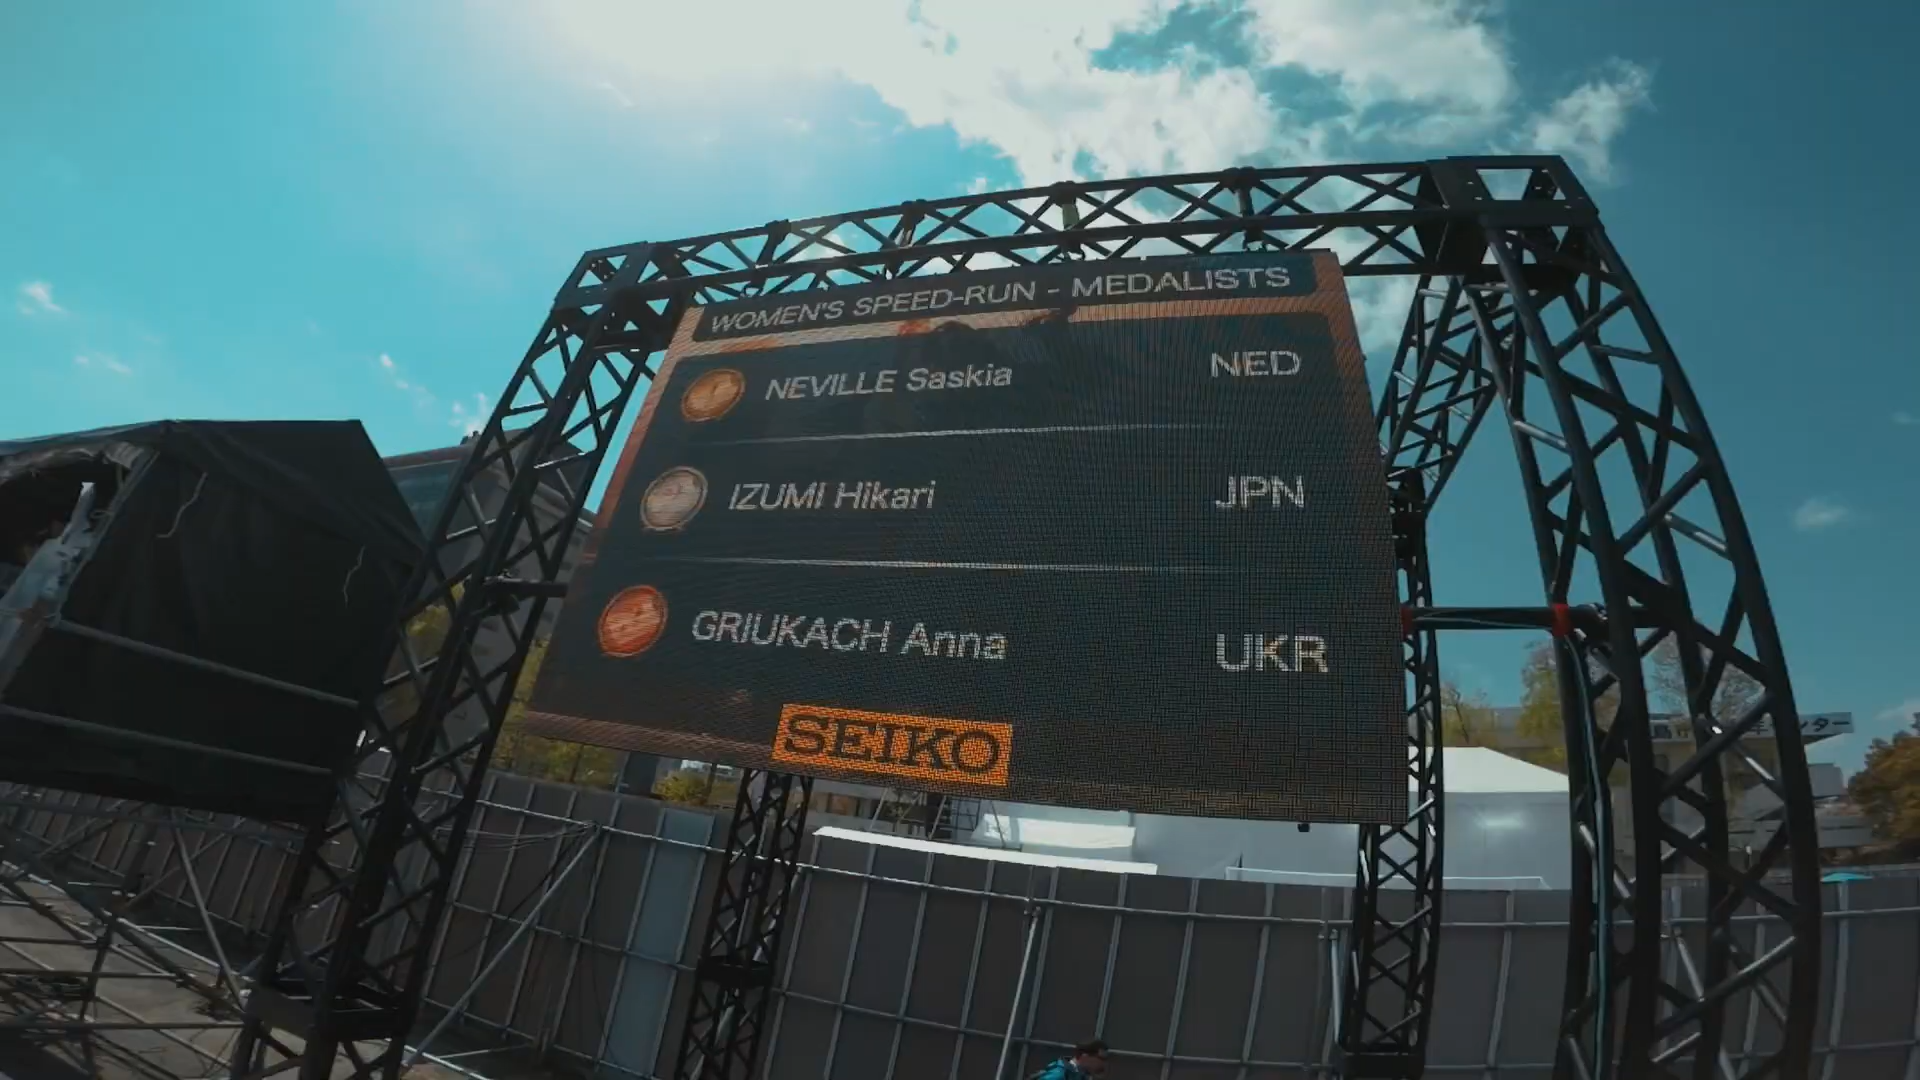 WOMEN'S SPEED-RUN - MEDALISTS
NEVILLE Saskia NED
IZUMI Hikari JPN
GRIUKACH Anna UKR
SEIKO